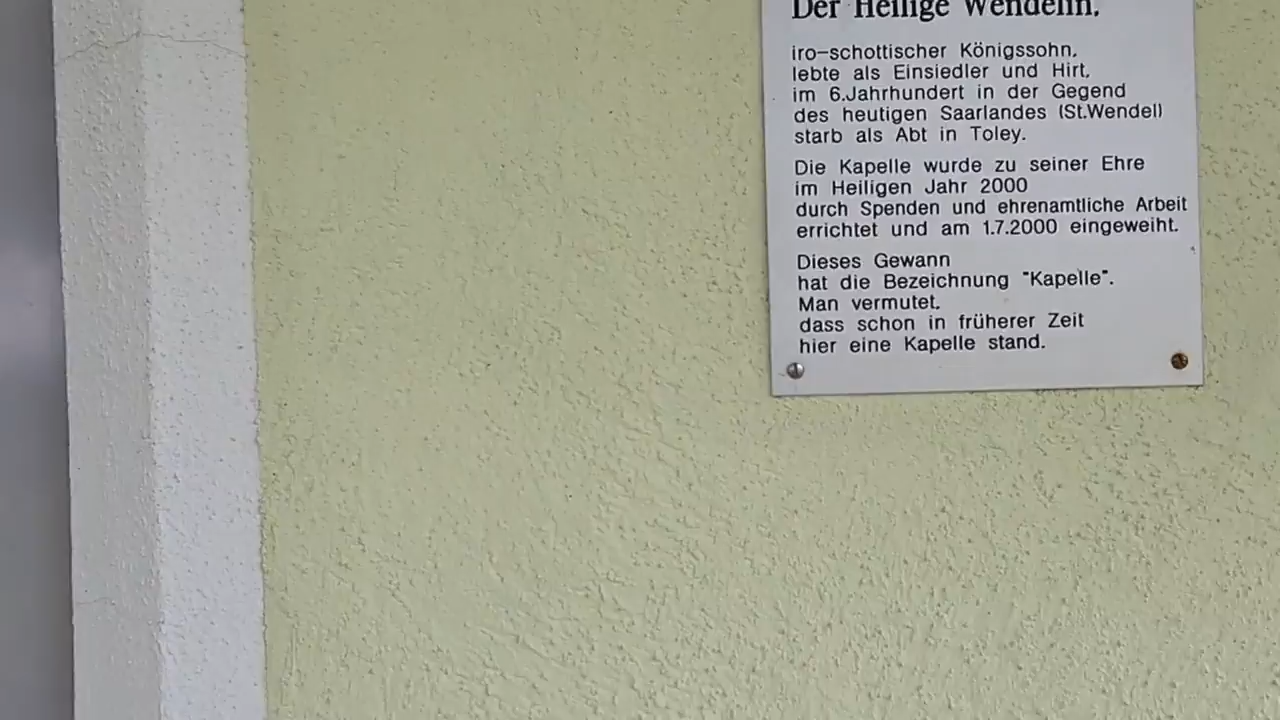 Der Heilige Wendelin,
iro-schottischer Königssohn,
lebte als Einsiedler und Hirt,
im 6.Jahrhundert in der Gegend
des heutigen Saarlandes (St.Wendel)
starb als Abt in Toley.
Die Kapelle wurde zu seiner Ehre
im Heiligen Jahr 2000
durch Spenden und ehrenamtliche Arbeit
errichtet und am 1.7.2000 eingeweiht.
Dieses Gewann
hat die Bezeichnung "Kapelle".
Man vermutet,
dass schon in früherer Zeit
hier eine Kapelle stand.